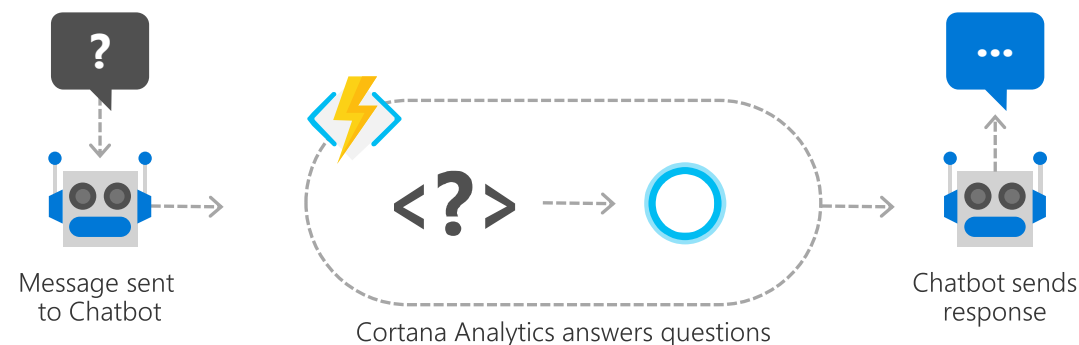 ?
...
<?>
Message sent
to Chatbot
Cortana Analytics answers questions
Chatbot sends
response